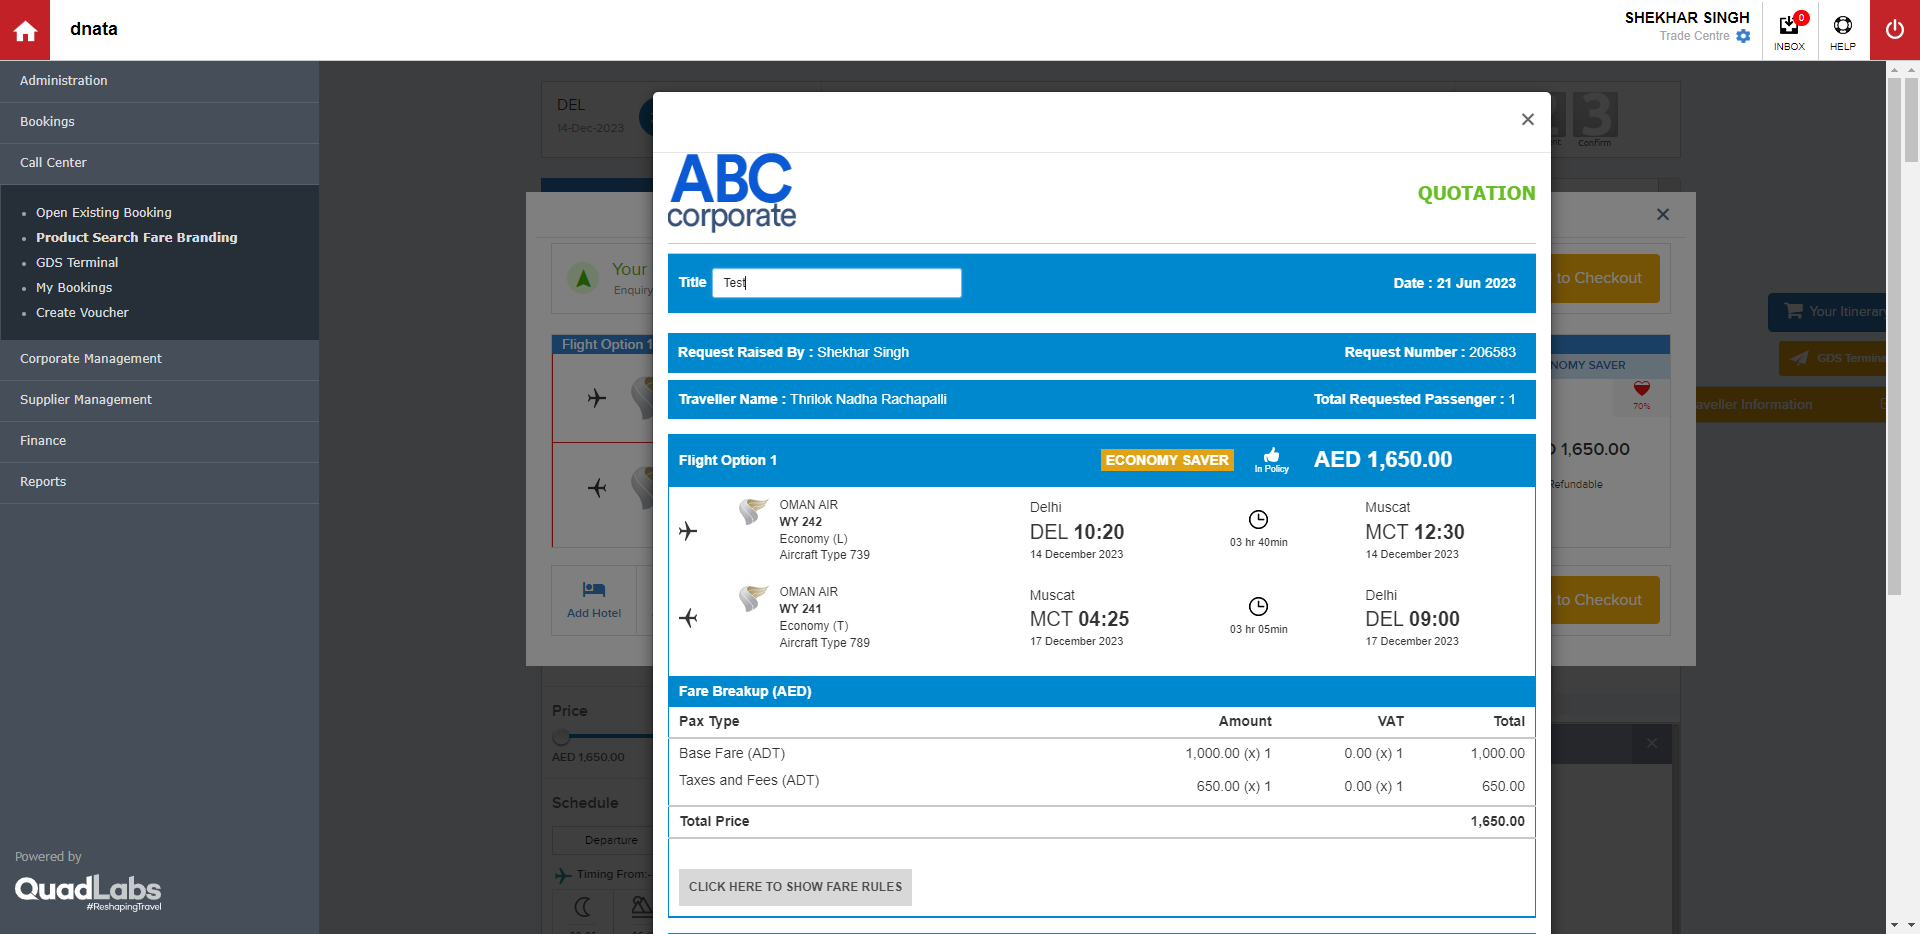 dnata
SHEKHAR SINGH
Trade Centre
0
INBOX
HELP
Administration
Bookings
Call Center
Open Existing Booking
Product Search Fare Branding
GDS Terminal
My Bookings
Create Voucher
Corporate Management
Supplier Management
Finance
Reports
Powered by
QuadLabs
#ReshapingTravel
DEL
14-Dec-2023
3
Confirm
Your
Enquiry
to Checkout
Flight Option 1
Add Hotel
Price
AED 1,650.00
Schedule
Departure
Timing From:-
ABC
corporate
QUOTATION
Title
Test
Date : 21 Jun 2023
Request Raised By : Shekhar Singh
Request Number : 206583
Traveller Name : Thrilok Nadha Rachapalli
Total Requested Passenger : 1
Flight Option 1
ECONOMY SAVER
In Policy
AED 1,650.00
OMAN AIR
WY 242
Economy (L)
Aircraft Type 739
Delhi
DEL 10:20
14 December 2023
03 hr 40min
Muscat
MCT 12:30
14 December 2023
OMAN AIR
WY 241
Economy (T)
Aircraft Type 789
Muscat
MCT 04:25
17 December 2023
03 hr 05min
Delhi
DEL 09:00
17 December 2023
Fare Breakup (AED)
Pax Type Amount VAT Total
Base Fare (ADT) 1,000.00 (x) 1 0.00 (x) 1 1,000.00
Taxes and Fees (ADT) 650.00 (x) 1 0.00 (x) 1 650.00
Total Price 1,650.00
CLICK HERE TO SHOW FARE RULES
Your Itinerary
GDS Termina
NOMY SAVER
70%
aveller Information
1,650.00
Refundable
to Checkout